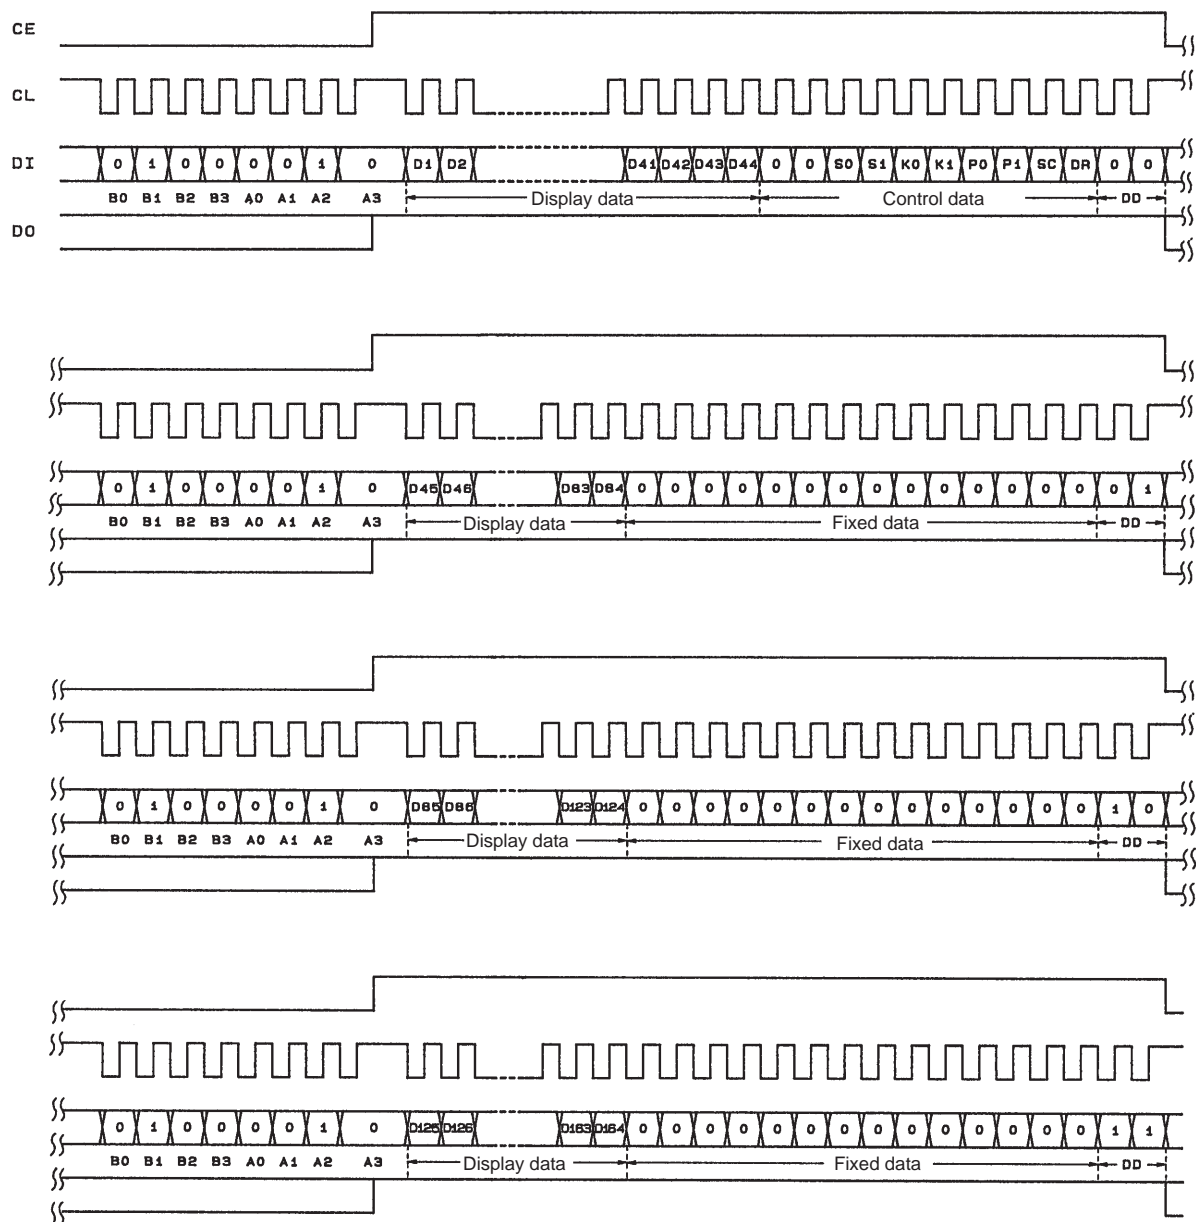 CE
CL
DI 0 1 0 0 0 0 1 0 D1 D2 D41 D42 D43 D44 0 0 S0 S1 K0 K1 P0 P1 SC DR 0 0
B0 B1 B2 B3 A0 A1 A2 A3 Display data Control data DD
DO
0 1 0 0 0 0 1 0 D45 D46 D83 D84 0 0 0 0 0 0 0 0 0 0 0 0 0 0 0 1
B0 B1 B2 B3 A0 A1 A2 A3 Display data Fixed data DD
0 1 0 0 0 0 1 0 D85 D86 D123 D124 0 0 0 0 0 0 0 0 0 0 0 0 0 0 1 0
B0 B1 B2 B3 A0 A1 A2 A3 Display data Fixed data DD
0 1 0 0 0 0 1 0 D125 D126 D163 D164 0 0 0 0 0 0 0 0 0 0 0 0 0 0 1 1
B0 B1 B2 B3 A0 A1 A2 A3 Display data Fixed data DD